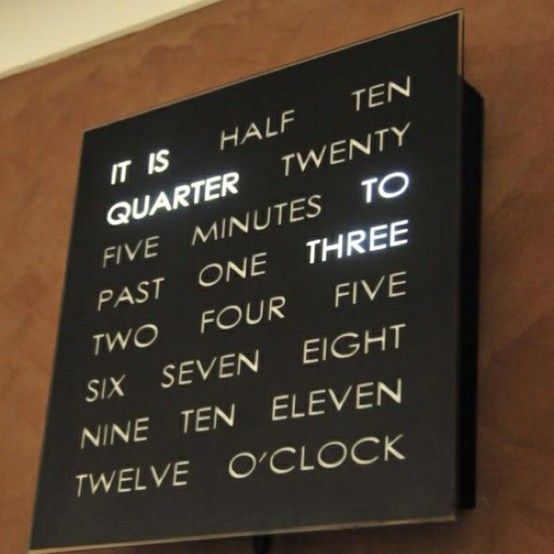 IT IS HALF TEN
QUARTER TWENTY
FIVE MINUTES TO
PAST ONE THREE
TWO FOUR FIVE
SIX SEVEN EIGHT
NINE TEN ELEVEN
TWELVE O'CLOCK